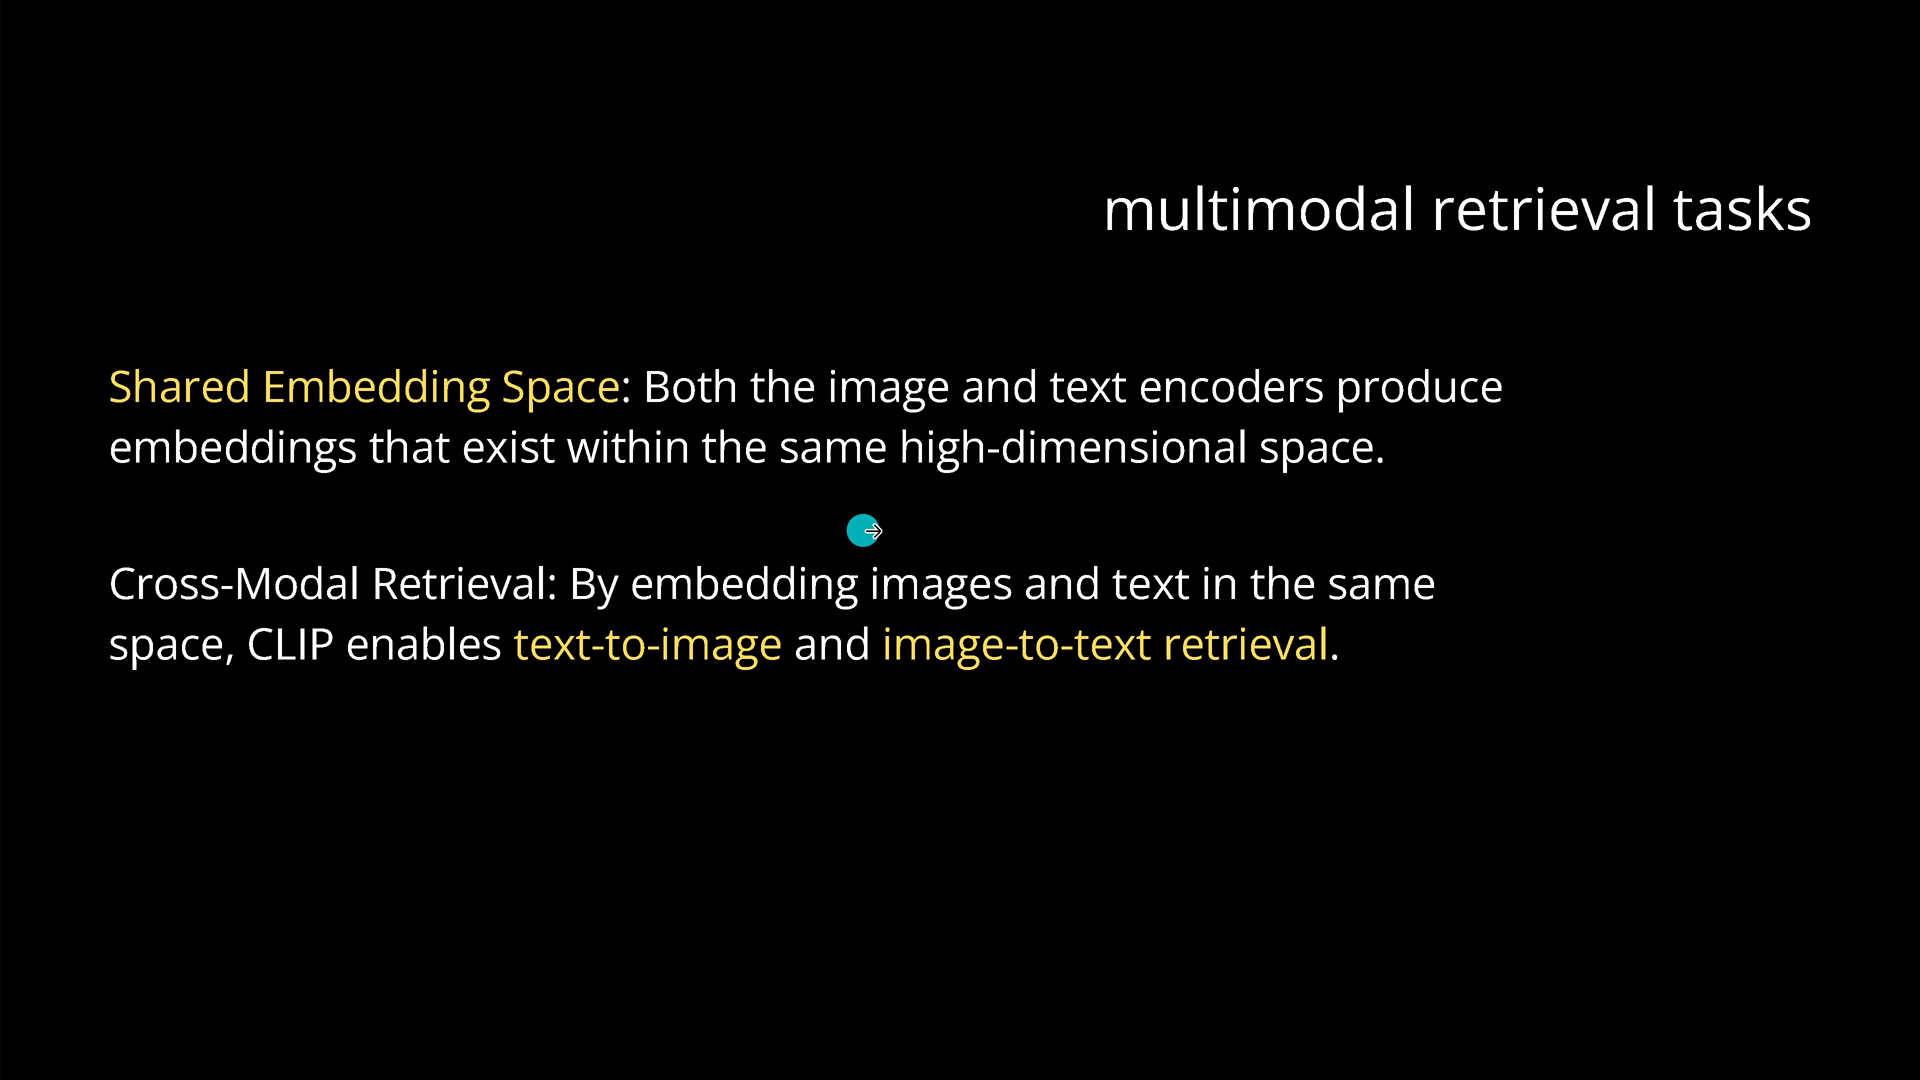 multimodal retrieval tasks
Shared Embedding Space: Both the image and text encoders produce
embeddings that exist within the same high-dimensional space.
Cross-Modal Retrieval: By embedding images and text in the same
space, CLIP enables text-to-image and image-to-text retrieval.